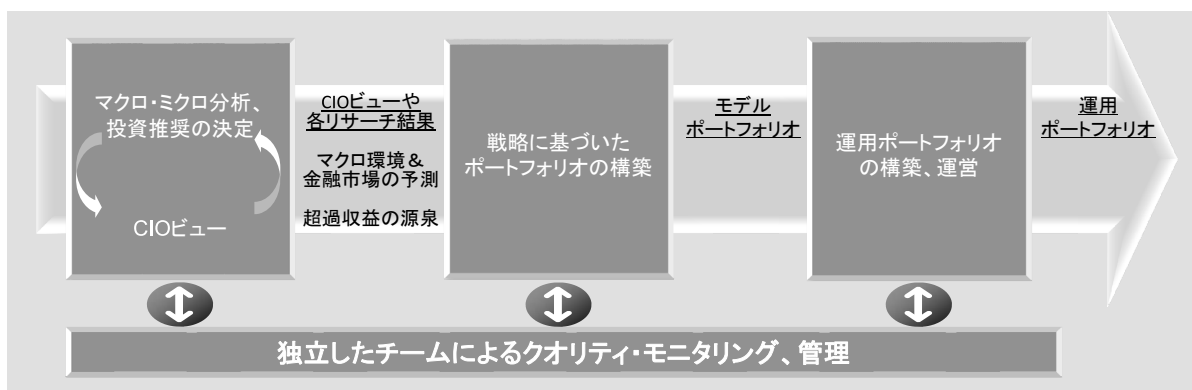 マクロ・ミクロ分析、
投資推奨の決定
CIOビュー
CIOビューや
各リサーチ結果
マクロ環境＆
金融市場の予測
超過収益の源泉
戦略に基づいた
ポートフォリオの構築
モデル
ポートフォリオ
運用ポートフォリオ
の構築、運営
運用
ポートフォリオ
独立したチームによるクオリティ・モニタリング、管理